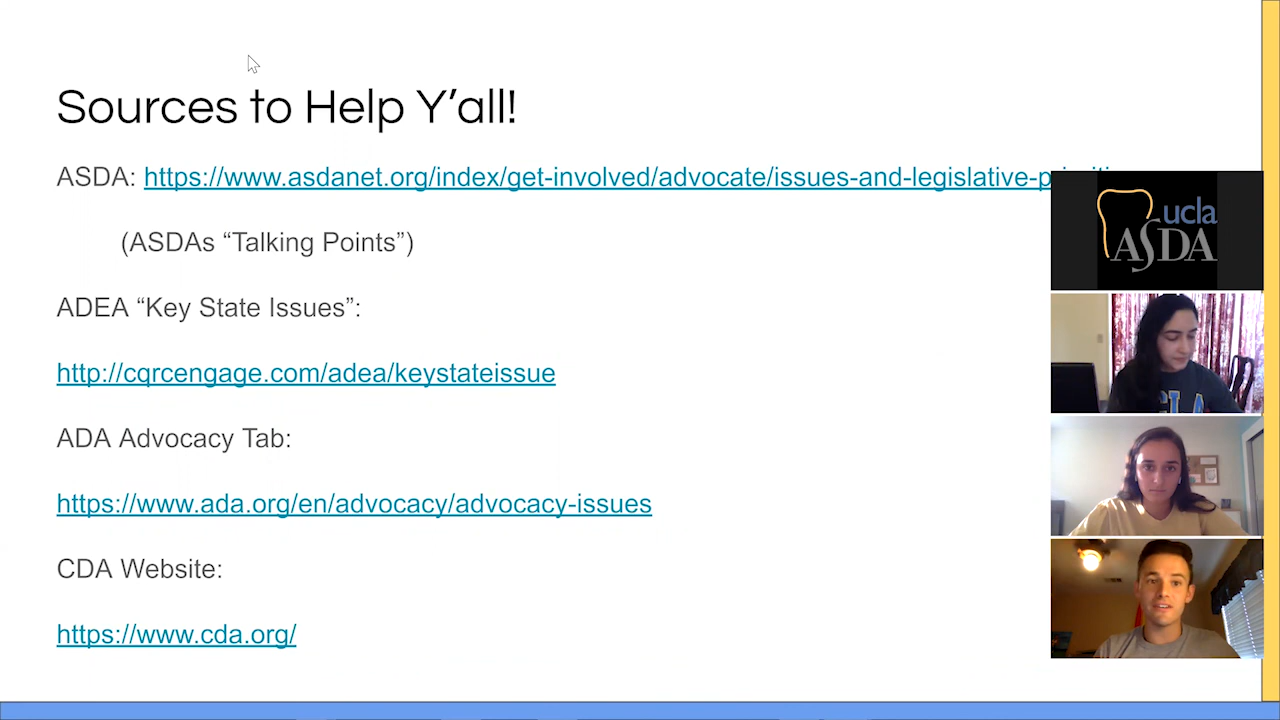 Sources to Help Y’all!
ASDA: https://www.asdanet.org/index/get-involved/advocate/issues-and-legislative-
(ASDAs “Talking Points”)
ADEA “Key State Issues”:
http://cqrcengage.com/adea/keystateissue
ADA Advocacy Tab:
https://www.ada.org/en/advocacy/advocacy-issues
CDA Website:
https://www.cda.org/
ucla
ASDA